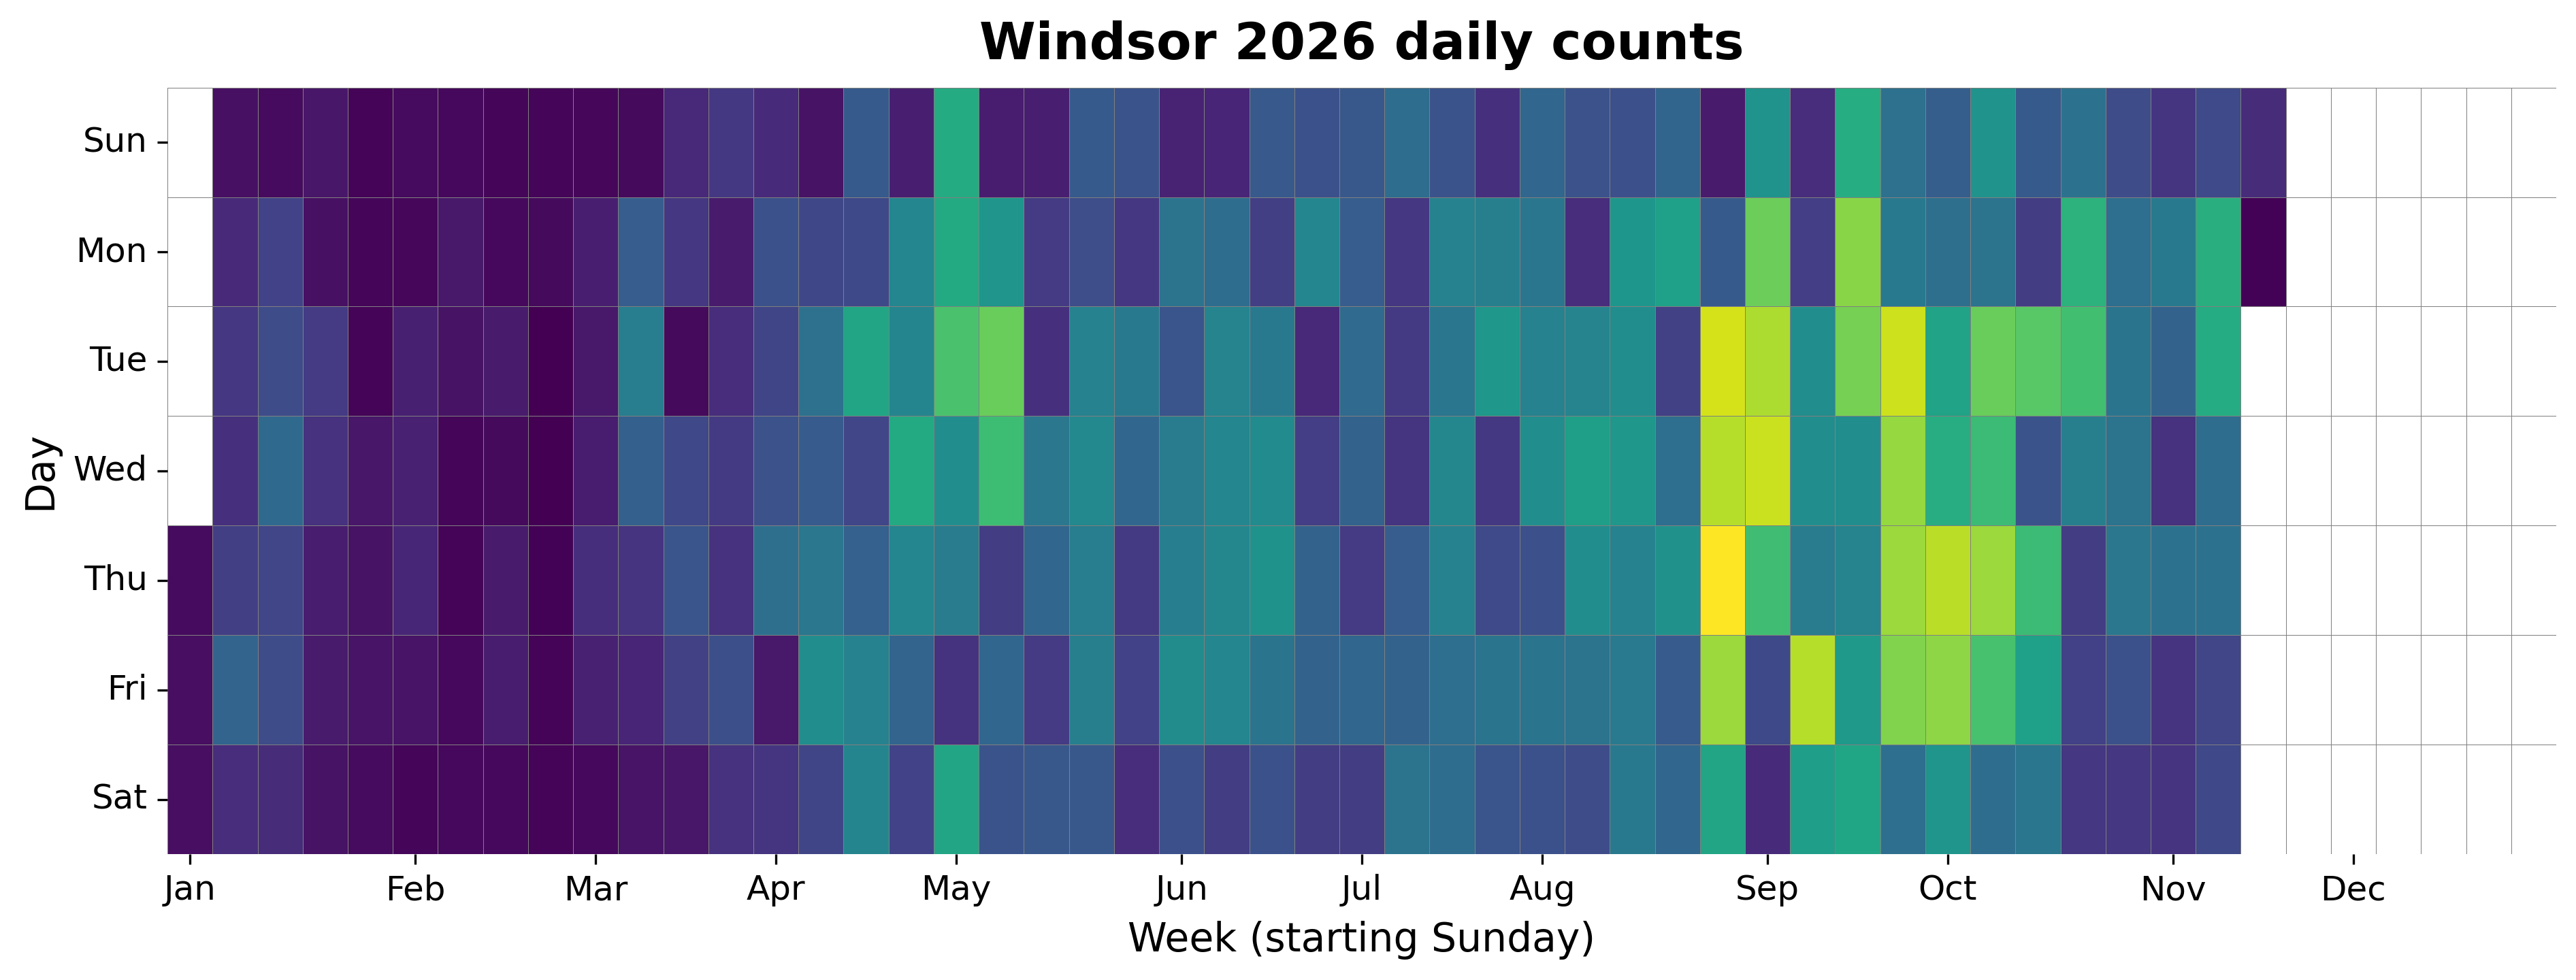 Windsor 2026 daily counts
Day
Sun
Mon
Tue
Wed
Thu
Fri
Sat
Jan Feb Mar Apr May Jun Jul Aug Sep Oct Nov Dec
Week (starting Sunday)